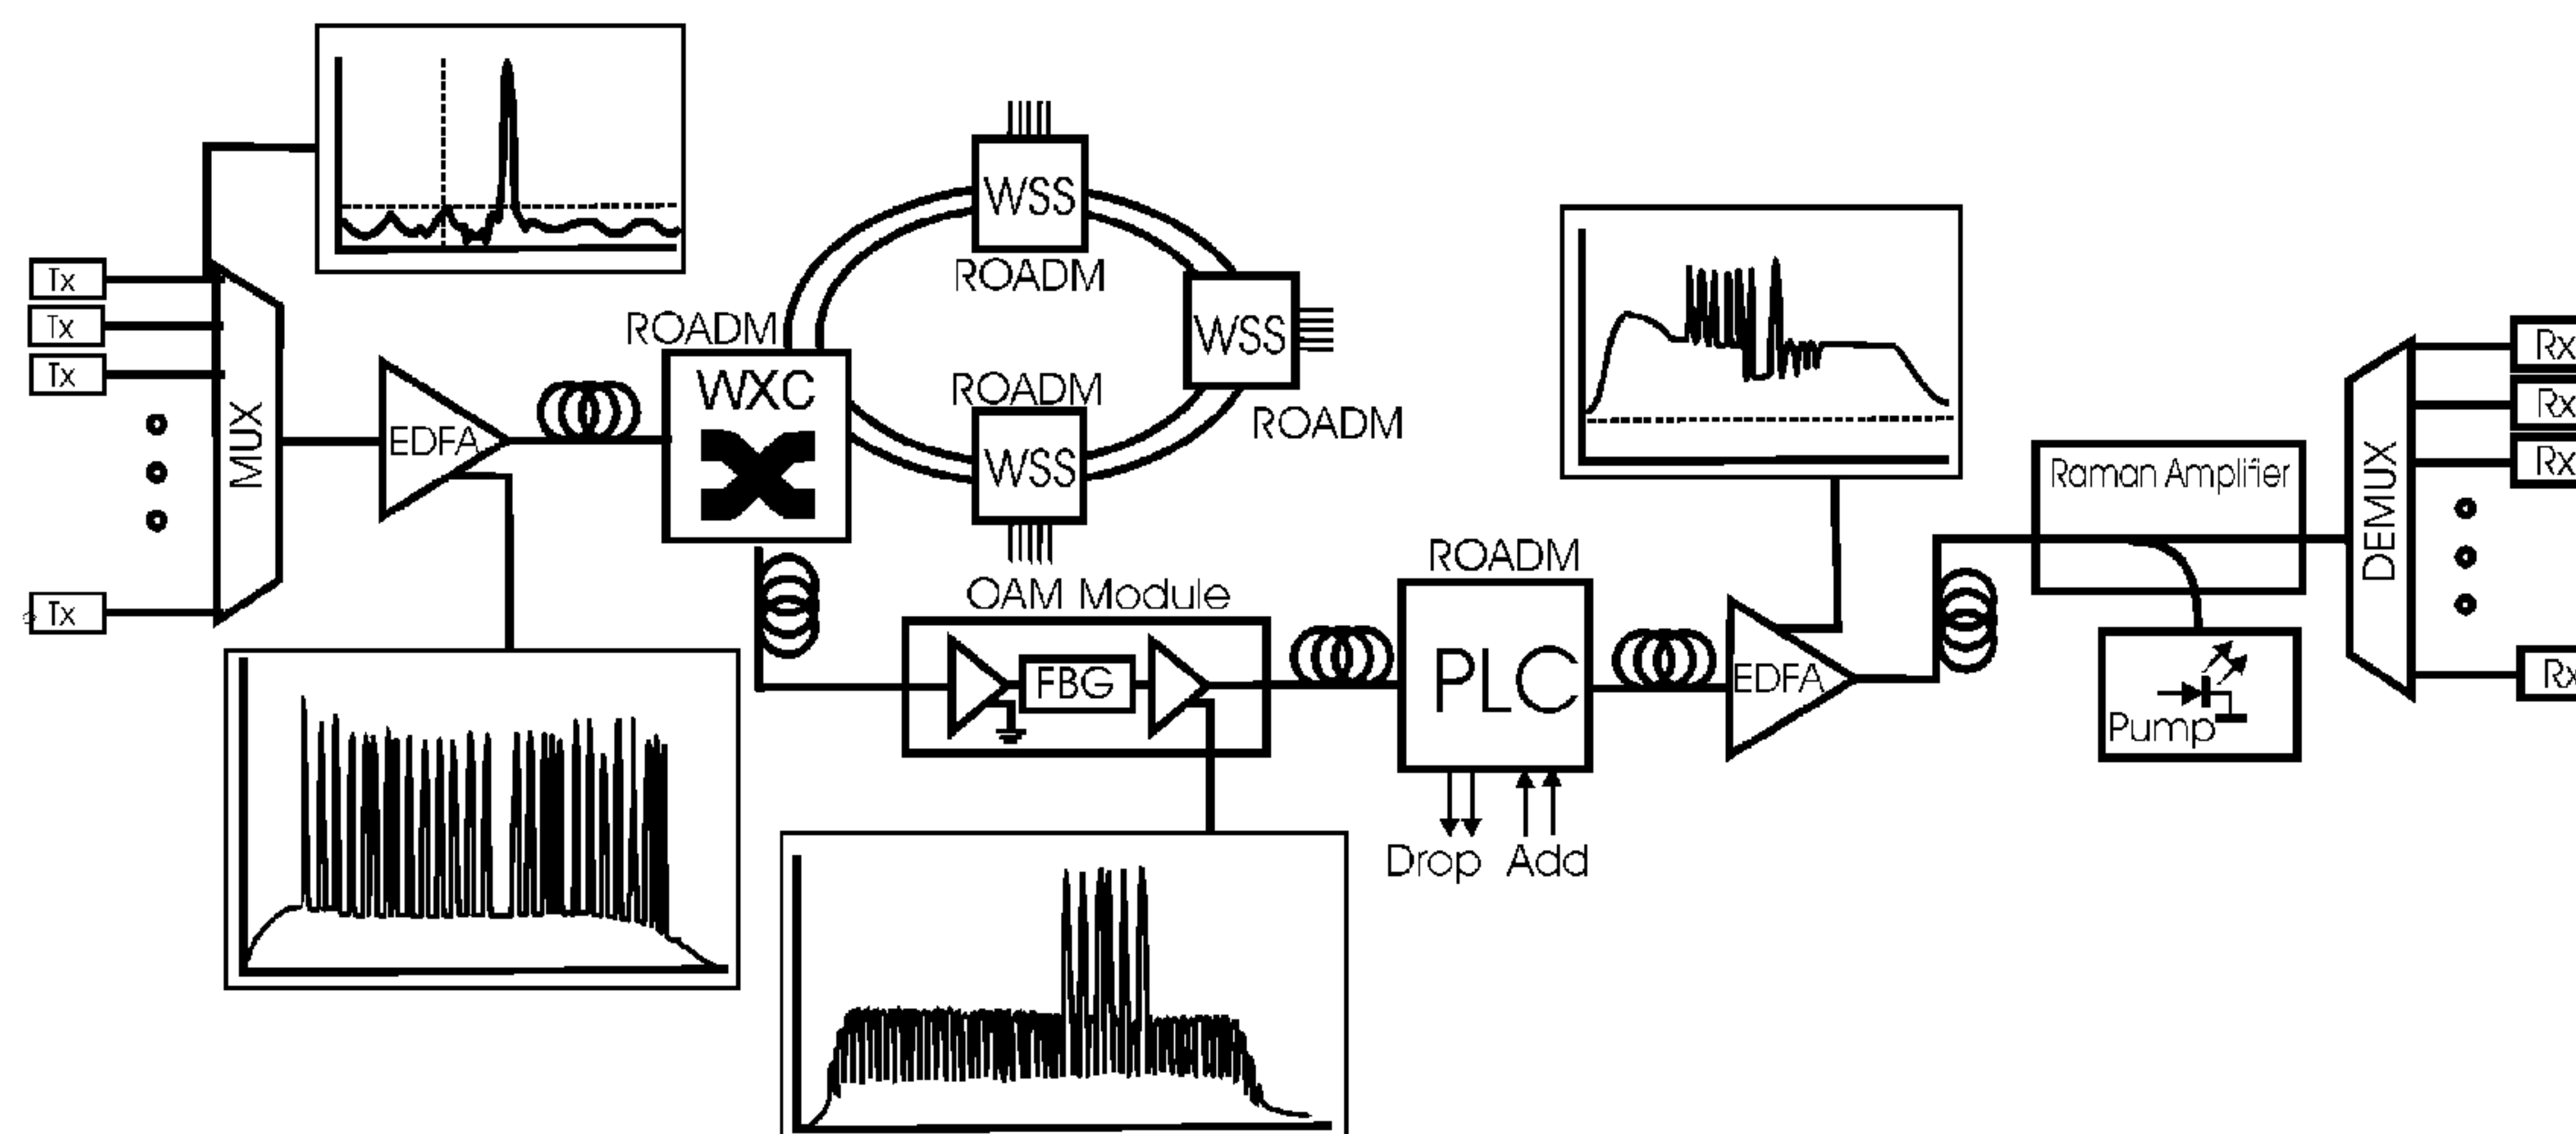 Tx
Tx
Tx
Tx
MUX
EDFA
ROADM
WXC
WSS
ROADM
WSS
ROADM
ROADM
WSS
OAM Module
FBG
ROADM
PLC
Drop
Add
EDFA
Raman Amplifier
Pump
DEMUX
Rx
Rx
Rx
Rx